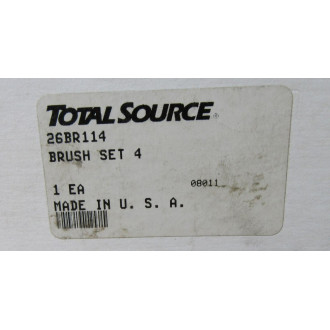 TOTAL SOURCE
26BR114
BRUSH SET 4
1 EA 08011
MADE IN U. S. A.